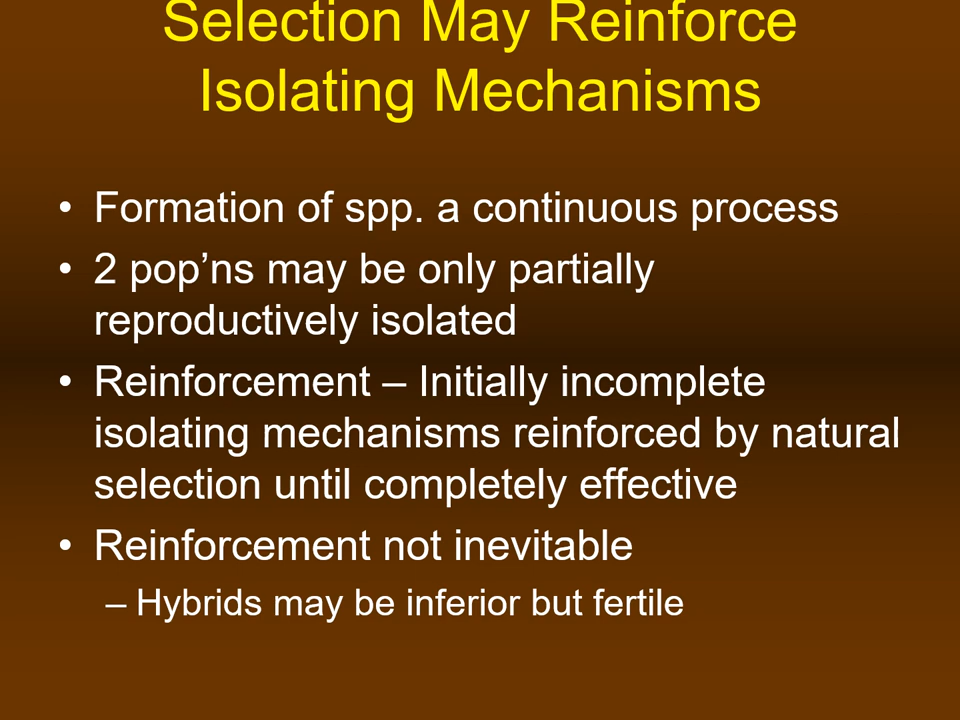 Selection May Reinforce
Isolating Mechanisms
• Formation of spp. a continuous process
• 2 pop’ns may be only partially
reproductively isolated
• Reinforcement – Initially incomplete
isolating mechanisms reinforced by natural
selection until completely effective
• Reinforcement not inevitable
– Hybrids may be inferior but fertile